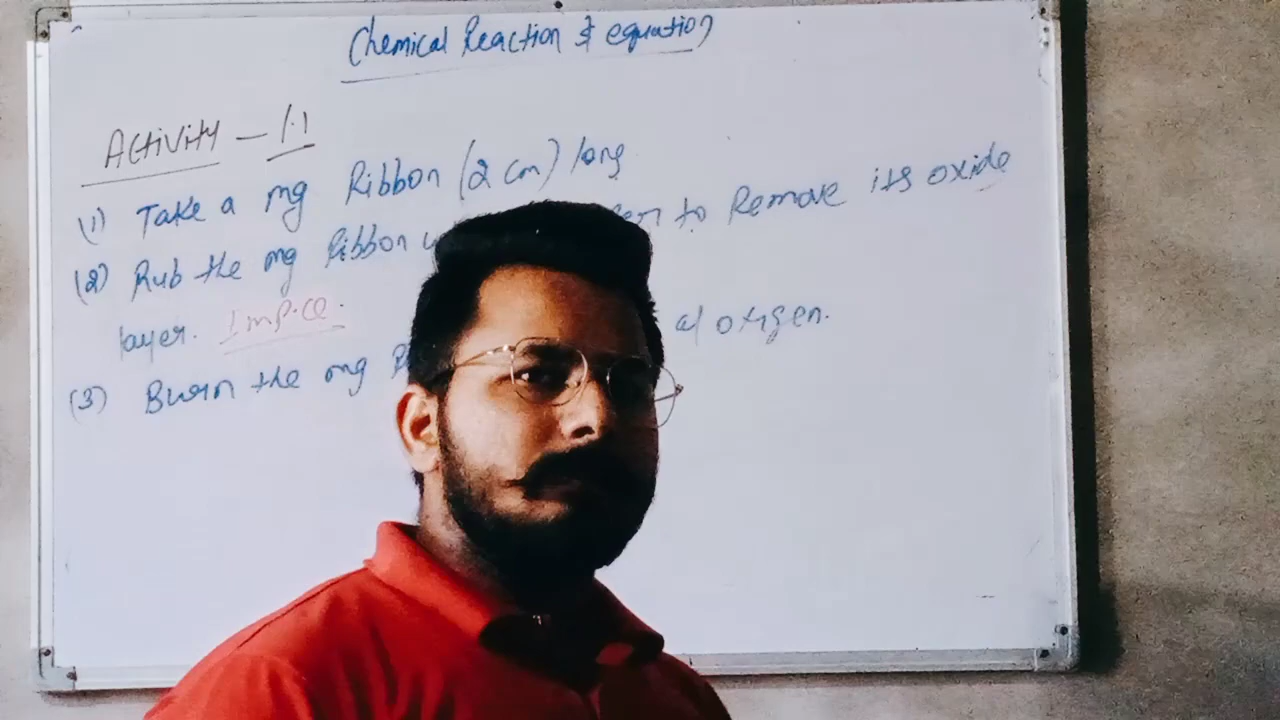 Chemical Reaction & equation
Activity - 1.1
(1) Take a mg Ribbon (2 cm) long
(2) Rub the mg Ribbon to Remove its oxide
layer. Imp.Q.
(3) Burn the mg oxygen.